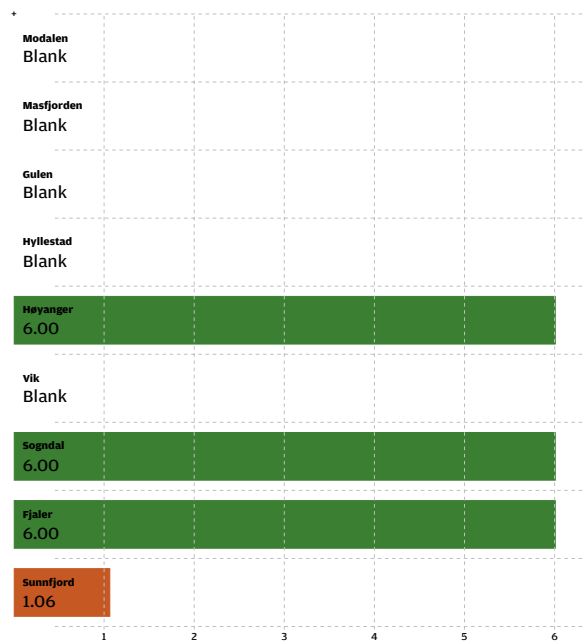 +
Modalen
Blank
Masfjorden
Blank
Gulen
Blank
Hyllestad
Blank
Høyanger
6.00
Vik
Blank
Sogndal
6.00
Fjaler
6.00
Sunnfjord
1.06
1 2 3 4 5 6